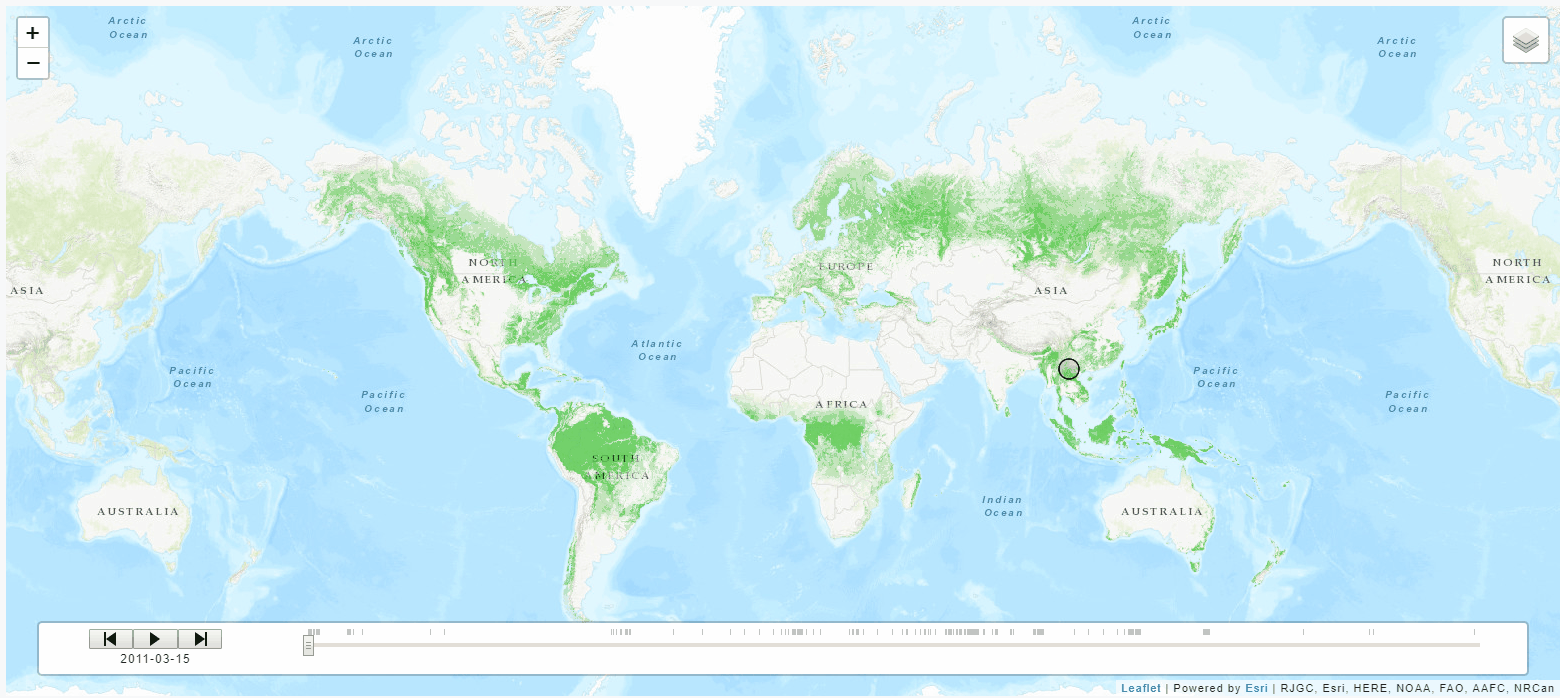 +
−
Arctic
Ocean
Arctic
Ocean
Arctic
Ocean
Arctic
Ocean
NORTH
AMERICA
EUROPE
ASIA
ASIA
NORTH
AMERICA
Atlantic
Ocean
Pacific
Ocean
Pacific
Ocean
Pacific
Ocean
Pacific
Ocean
AFRICA
SOUTH
AMERICA
Indian
Ocean
AUSTRALIA
AUSTRALIA
2011-03-15
Leaflet | Powered by Esri | RJGC, Esri, HERE, NOAA, FAO, AAFC, NRCan